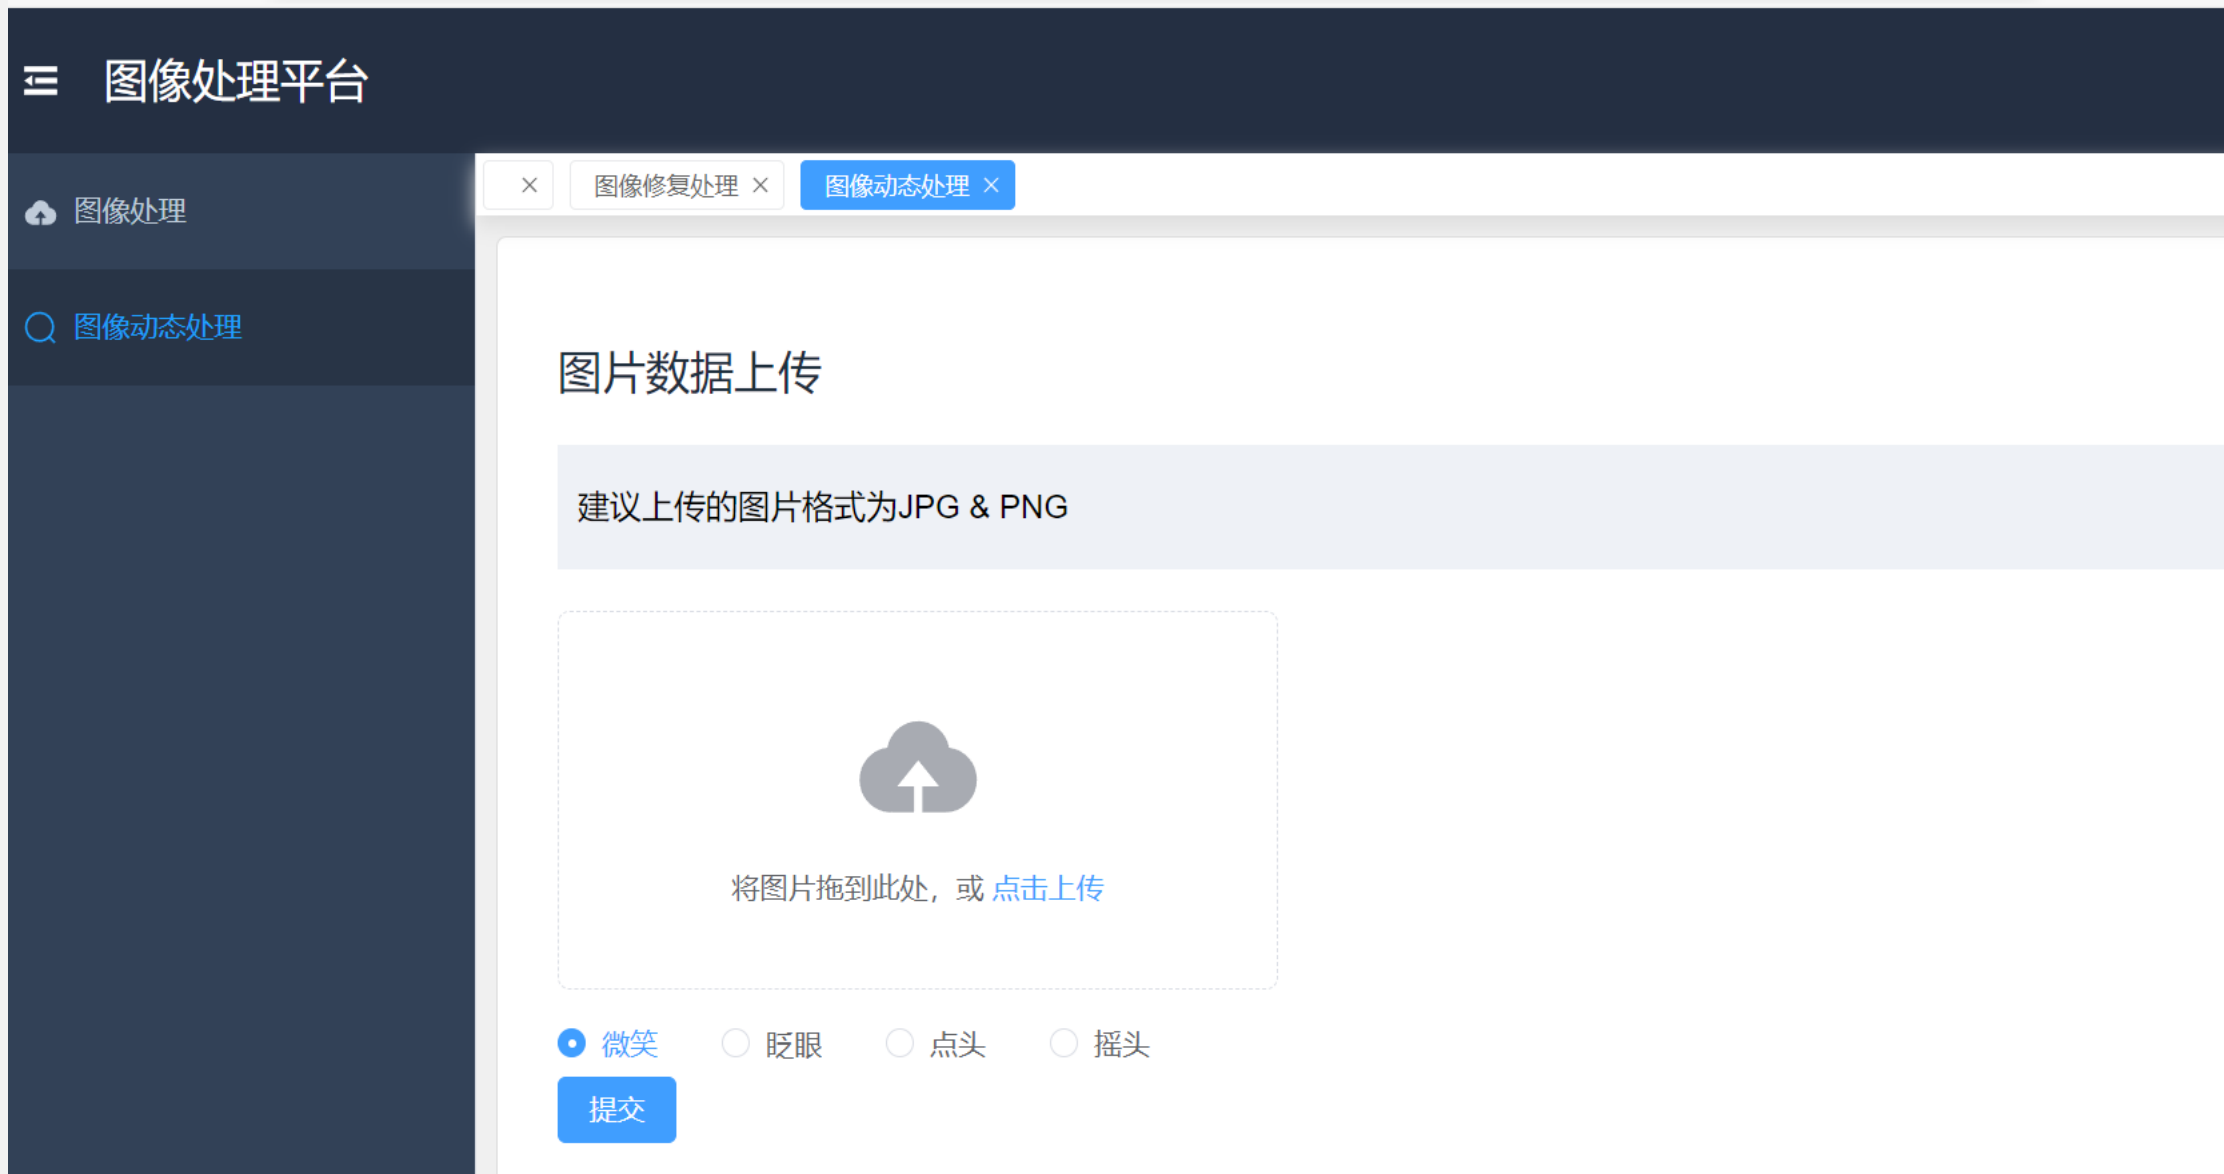 图像处理平台
图像处理
图像动态处理
图像修复处理 图像动态处理
图片数据上传
建议上传的图片格式为JPG & PNG
将图片拖到此处，或 点击上传
微笑 眨眼 点头 摇头
提交